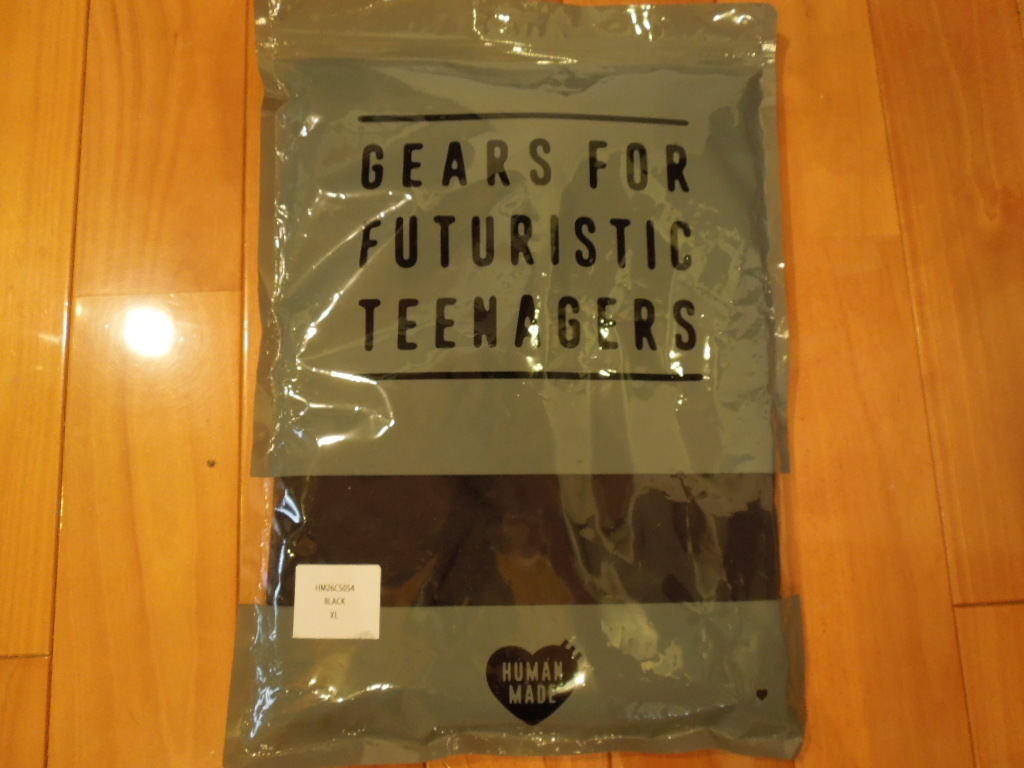 GEARS FOR
FUTURISTIC
TEENAGERS
HM26CS054
BLACK
XL
HUMAN
MADE